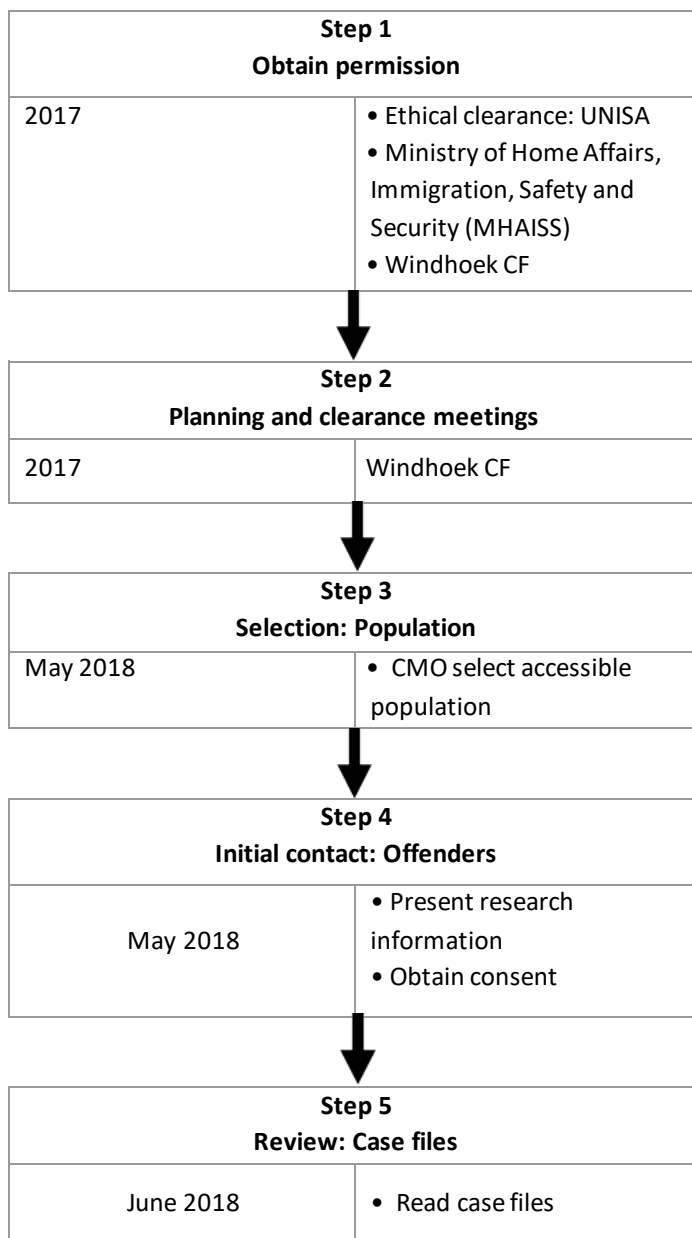 Step 1
Obtain permission
2017
• Ethical clearance: UNISA
• Ministry of Home Affairs,
Immigration, Safety and
Security (MHAISS)
• Windhoek CF
Step 2
Planning and clearance meetings
2017
Windhoek CF
Step 3
Selection: Population
May 2018
• CMO select accessible
population
Step 4
Initial contact: Offenders
May 2018
• Present research
information
• Obtain consent
Step 5
Review: Case files
June 2018
• Read case files